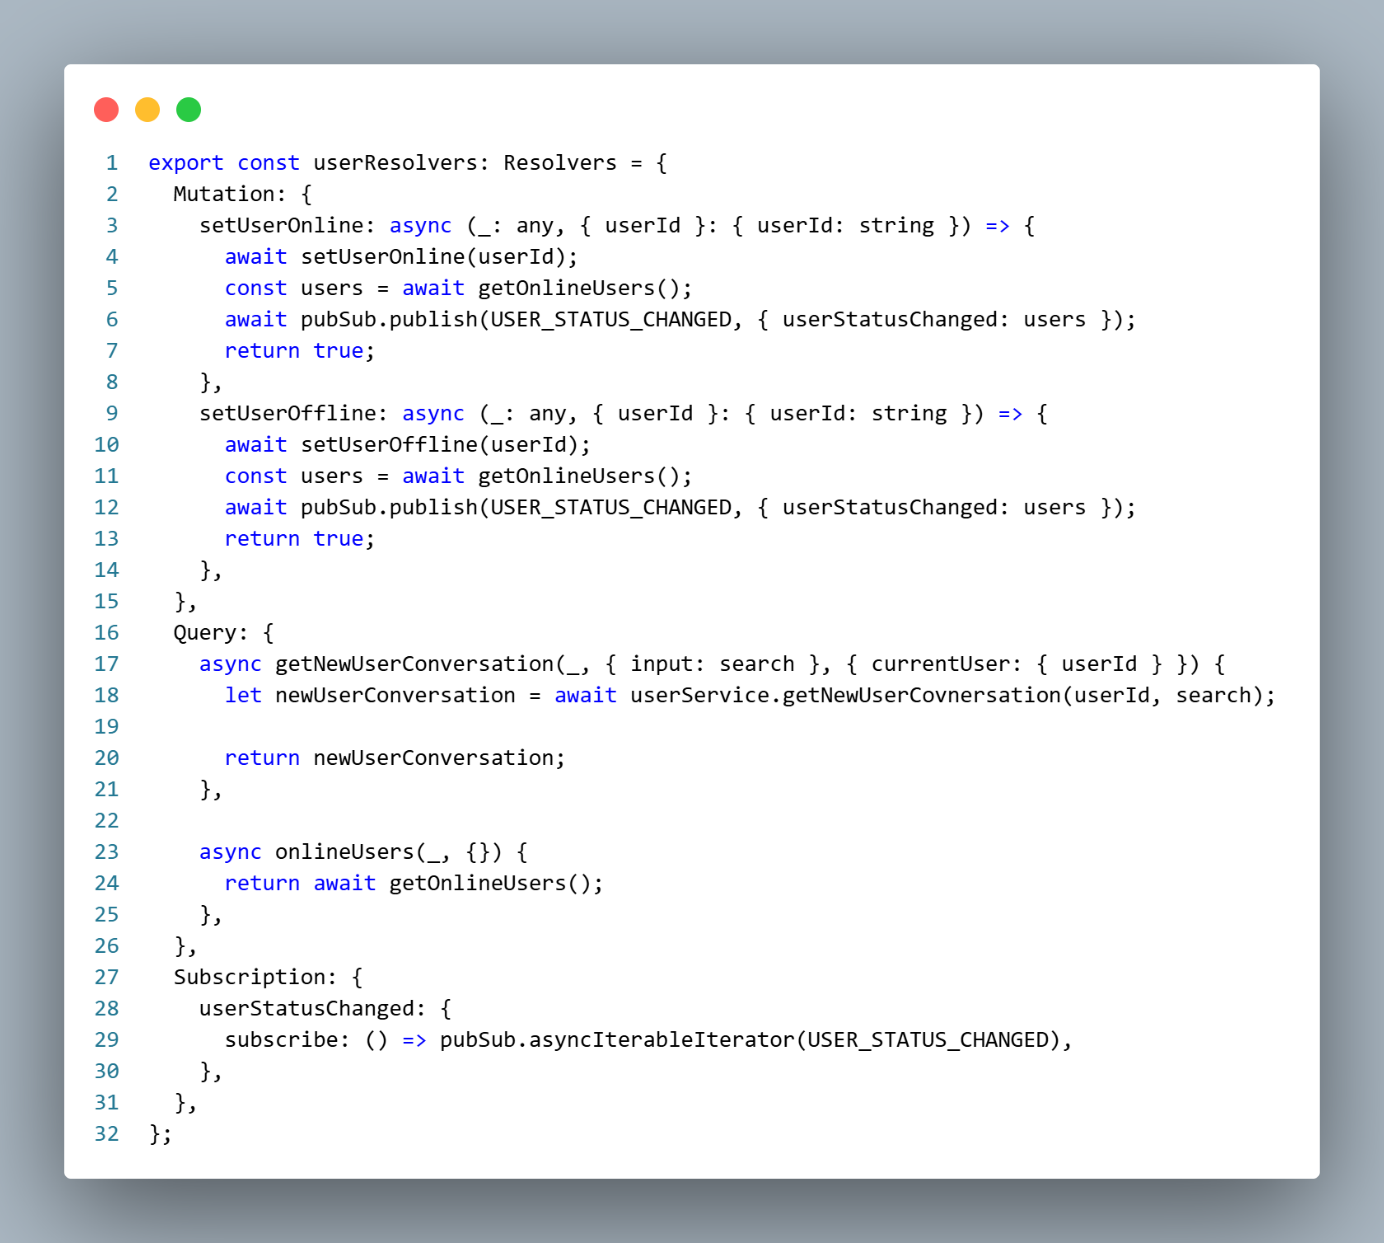 1 export const userResolvers: Resolvers = {
2 Mutation: {
3 setUserOnline: async (_: any, { userId }: { userId: string }) => {
4 await setUserOnline(userId);
5 const users = await getOnlineUsers();
6 await pubSub.publish(USER_STATUS_CHANGED, { userStatusChanged: users });
7 return true;
8 },
9 setUserOffline: async (_: any, { userId }: { userId: string }) => {
10 await setUserOffline(userId);
11 const users = await getOnlineUsers();
12 await pubSub.publish(USER_STATUS_CHANGED, { userStatusChanged: users });
13 return true;
14 },
15 },
16 Query: {
17 async getNewUserConversation(_, { input: search }, { currentUser: { userId } }) {
18 let newUserConversation = await userService.getNewUserCovnersation(userId, search);
19
20 return newUserConversation;
21 },
22
23 async onlineUsers(_, {}) {
24 return await getOnlineUsers();
25 },
26 },
27 Subscription: {
28 userStatusChanged: {
29 subscribe: () => pubSub.asyncIterableIterator(USER_STATUS_CHANGED),
30 },
31 },
32 };